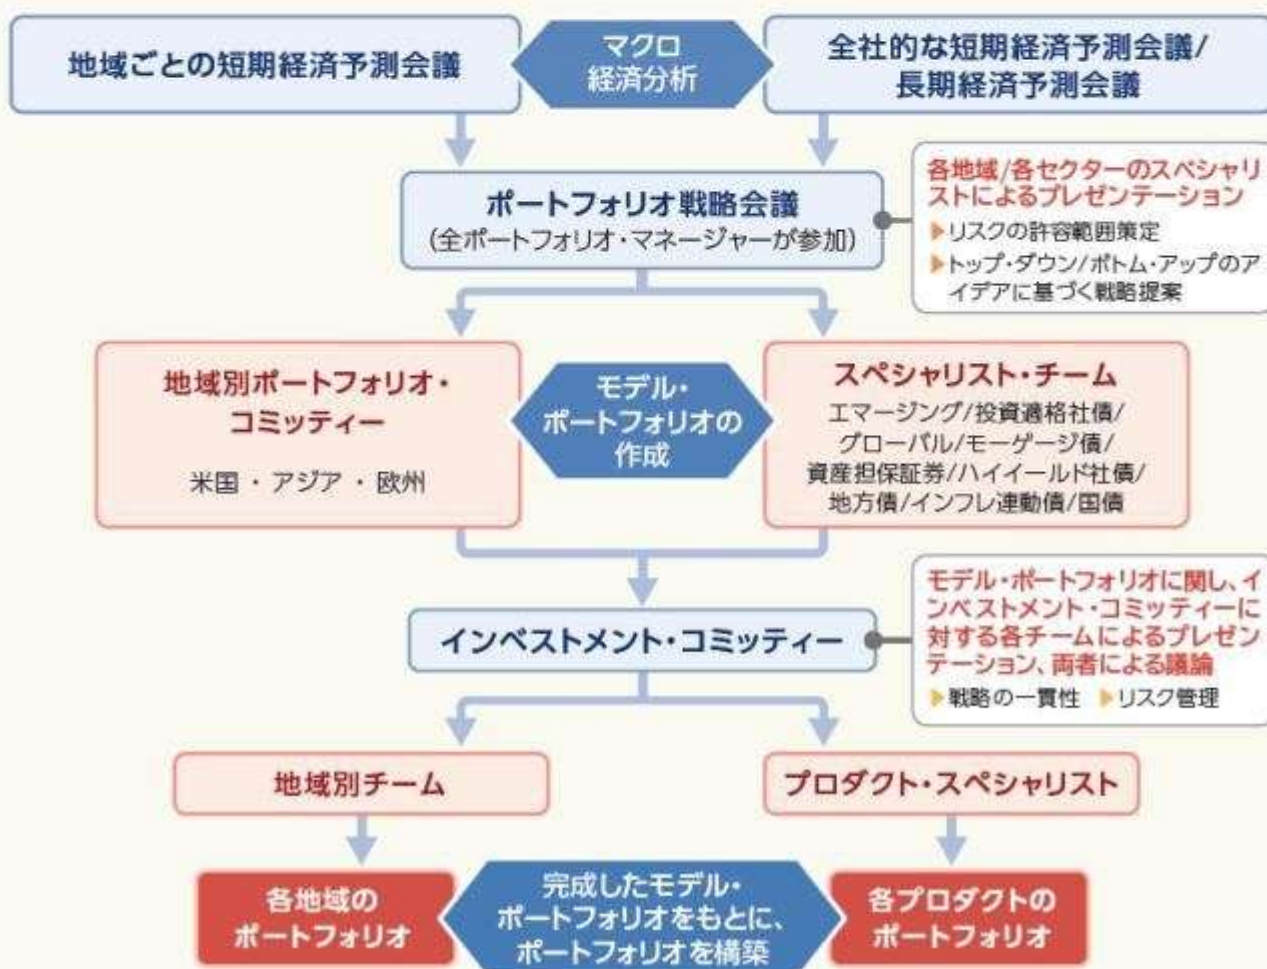 地域ごとの短期経済予測会議
マクロ
経済分析
全社的な短期経済予測会議/
長期経済予測会議
ポートフォリオ戦略会議
(全ポートフォリオ・マネージャーが参加)
各地域/各セクターのスペシャリ
ストによるプレゼンテーション
▶リスクの許容範囲策定
▶トップ・ダウン/ボトム・アップのア
イデアに基づく戦略提案
地域別ポートフォリオ・
コミッティー
米国 ・ アジア ・ 欧州
モデル・
ポートフォリオの
作成
スペシャリスト・チーム
エマージング/投資適格社債/
グローバル/モーゲージ債/
資産担保証券/ハイイールド社債/
地方債/インフレ連動債/国債
インベストメント・コミッティー
モデル・ポートフォリオに関し、イ
ンベストメント・コミッティーに
対する各チームによるプレゼン
テーション、両者による議論
▶戦略の一貫性 ▶リスク管理
地域別チーム
プロダクト・スペシャリスト
各地域の
ポートフォリオ
完成したモデル・
ポートフォリオをもとに、
ポートフォリオを構築
各プロダクトの
ポートフォリオ